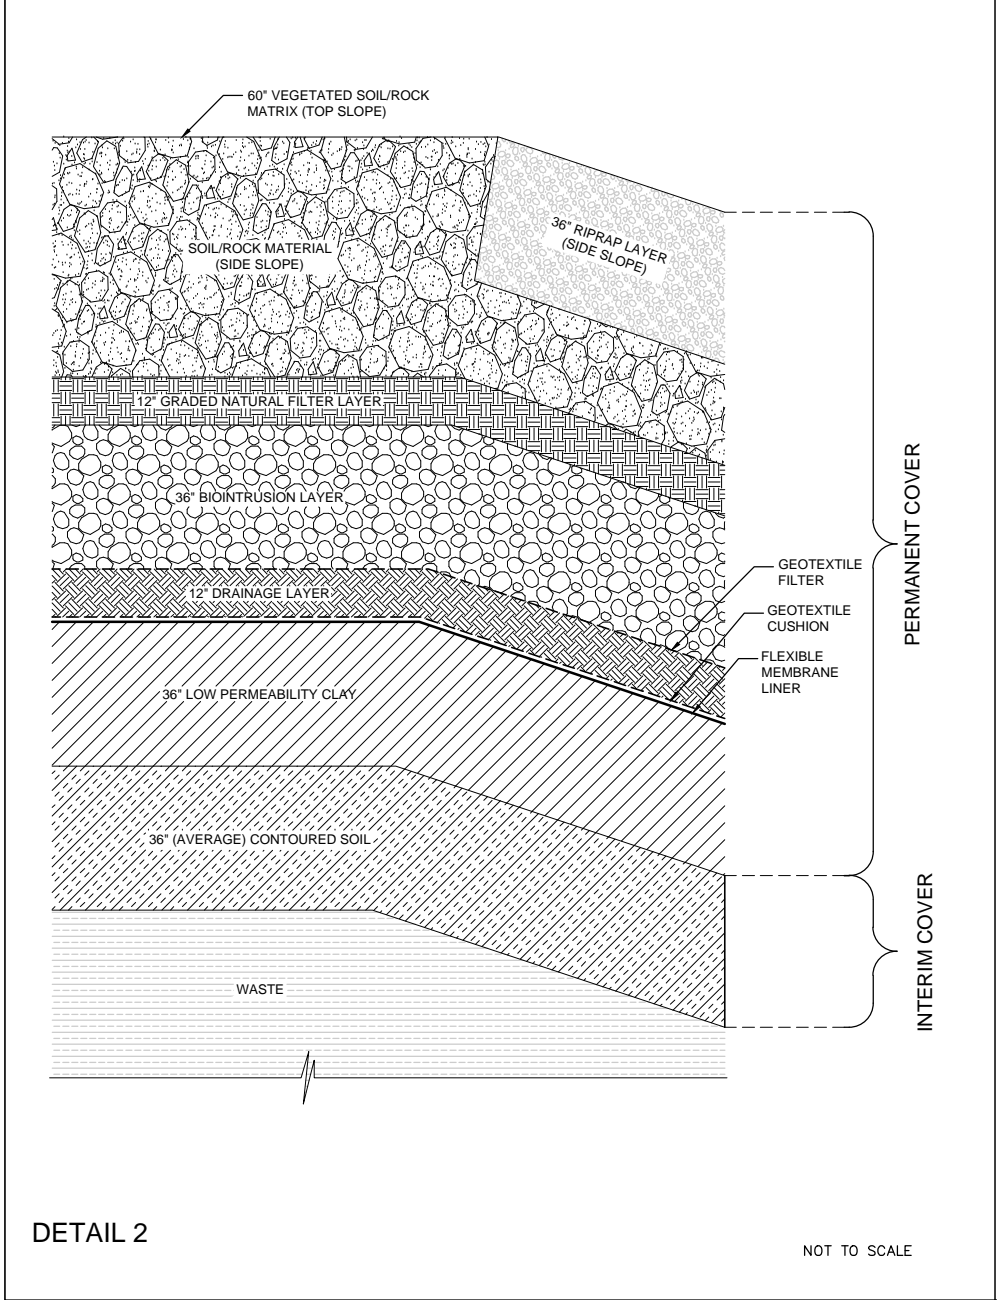 60" VEGETATED SOIL/ROCK
MATRIX (TOP SLOPE)
36" RIPRAP LAYER
(SIDE SLOPE)
SOIL/ROCK MATERIAL
(SIDE SLOPE)
12" GRADED NATURAL FILTER LAYER
36" BIOINTRUSION LAYER
12" DRAINAGE LAYER
GEOTEXTILE
FILTER
GEOTEXTILE
CUSHION
FLEXIBLE
MEMBRANE
LINER
36" LOW PERMEABILITY CLAY
36" (AVERAGE) CONTOURED SOIL
WASTE
PERMANENT COVER
INTERIM COVER
DETAIL 2
NOT TO SCALE